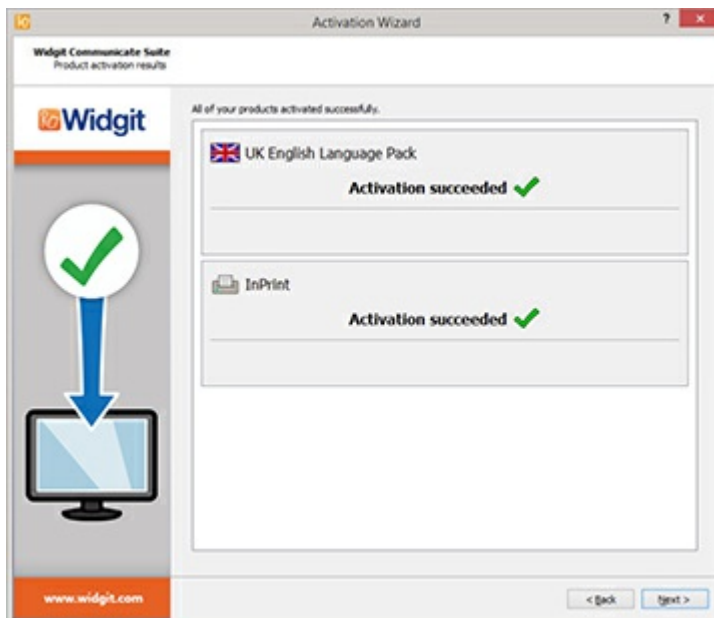 Activation Wizard
?
Widgit Communicate Suite
Product activation results
Widgit
All of your products activated successfully.
UK English Language Pack
Activation succeeded
InPrint
Activation succeeded
www.widgit.com
< Back
Next >